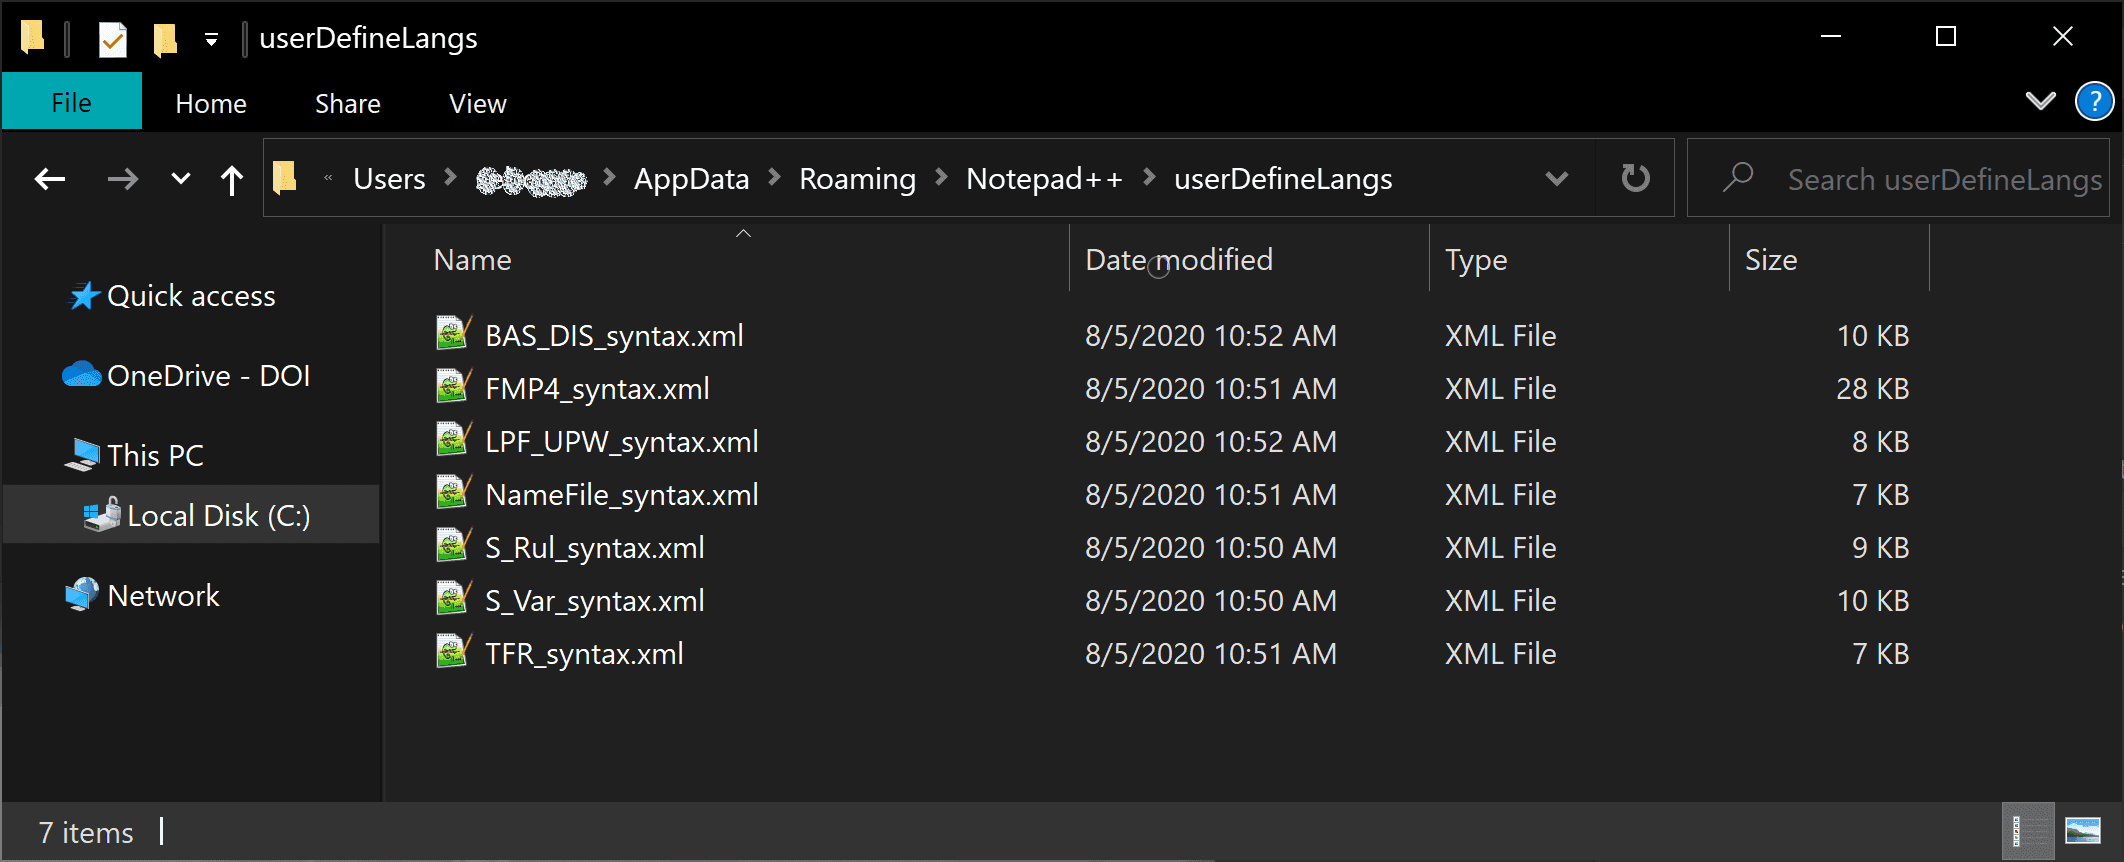 userDefineLangs
File Home Share View ?
« Users > AppData > Roaming > Notepad++ > userDefineLangs Search userDefineLangs
Name Date modified Type Size
Quick access
OneDrive - DOI
This PC
Local Disk (C:)
Network
BAS_DIS_syntax.xml 8/5/2020 10:52 AM XML File 10 KB
FMP4_syntax.xml 8/5/2020 10:51 AM XML File 28 KB
LPF_UPW_syntax.xml 8/5/2020 10:52 AM XML File 8 KB
NameFile_syntax.xml 8/5/2020 10:51 AM XML File 7 KB
S_Rul_syntax.xml 8/5/2020 10:50 AM XML File 9 KB
S_Var_syntax.xml 8/5/2020 10:50 AM XML File 10 KB
TFR_syntax.xml 8/5/2020 10:51 AM XML File 7 KB
7 items